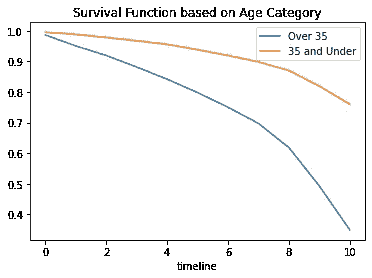 Survival Function based on Age Category
Over 35
35 and Under
1.0
0.9
0.8
0.7
0.6
0.5
0.4
0 2 4 6 8 10
timeline